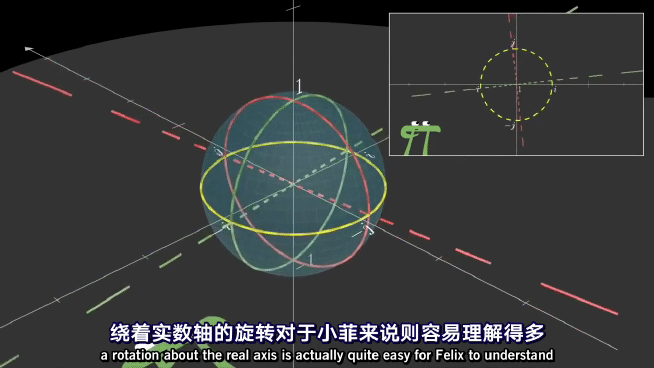 1
绕着实数轴的旋转对于小菲来说则容易理解得多
a rotation about the real axis is actually quite easy for Felix to understand